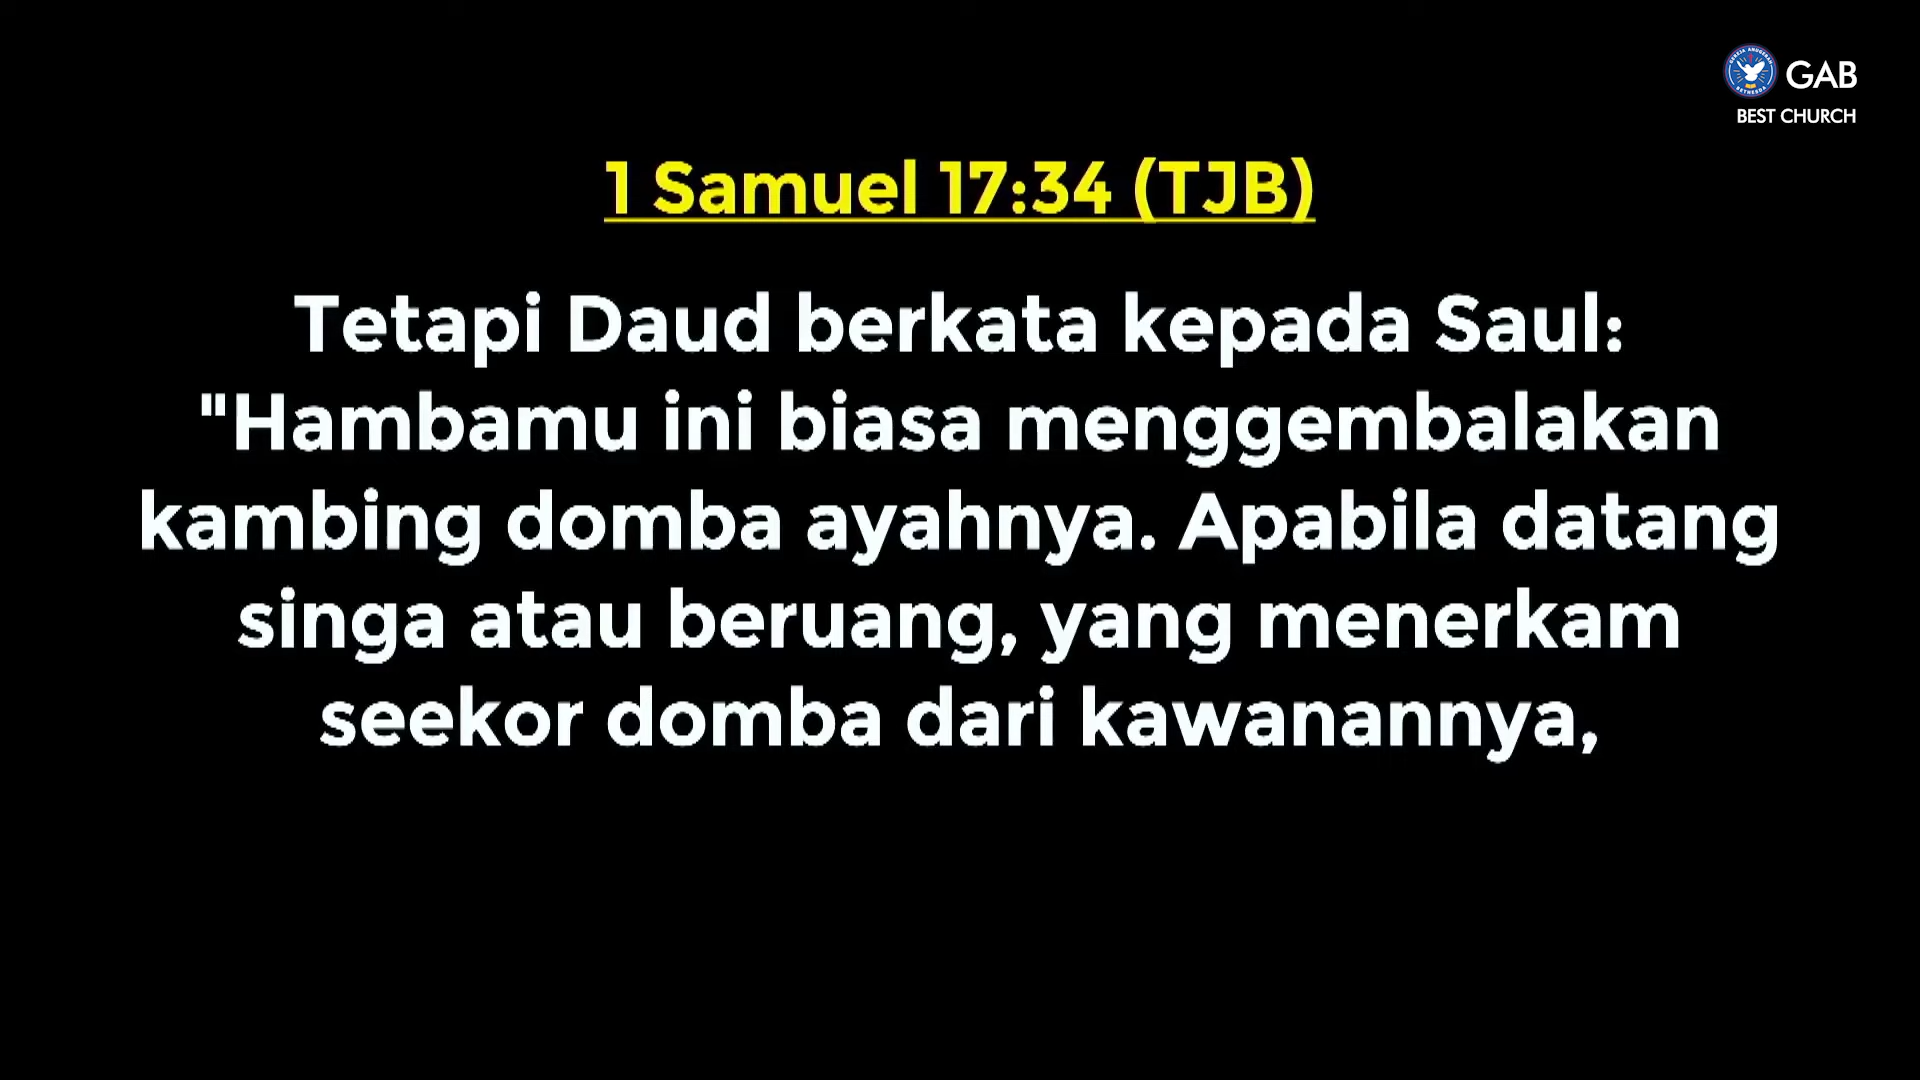 GAB
BEST CHURCH
1 Samuel 17:34 (TJB)
Tetapi Daud berkata kepada Saul:
"Hambamu ini biasa menggembalakan
kambing domba ayahnya. Apabila datang
singa atau beruang, yang menerkam
seekor domba dari kawanannya,